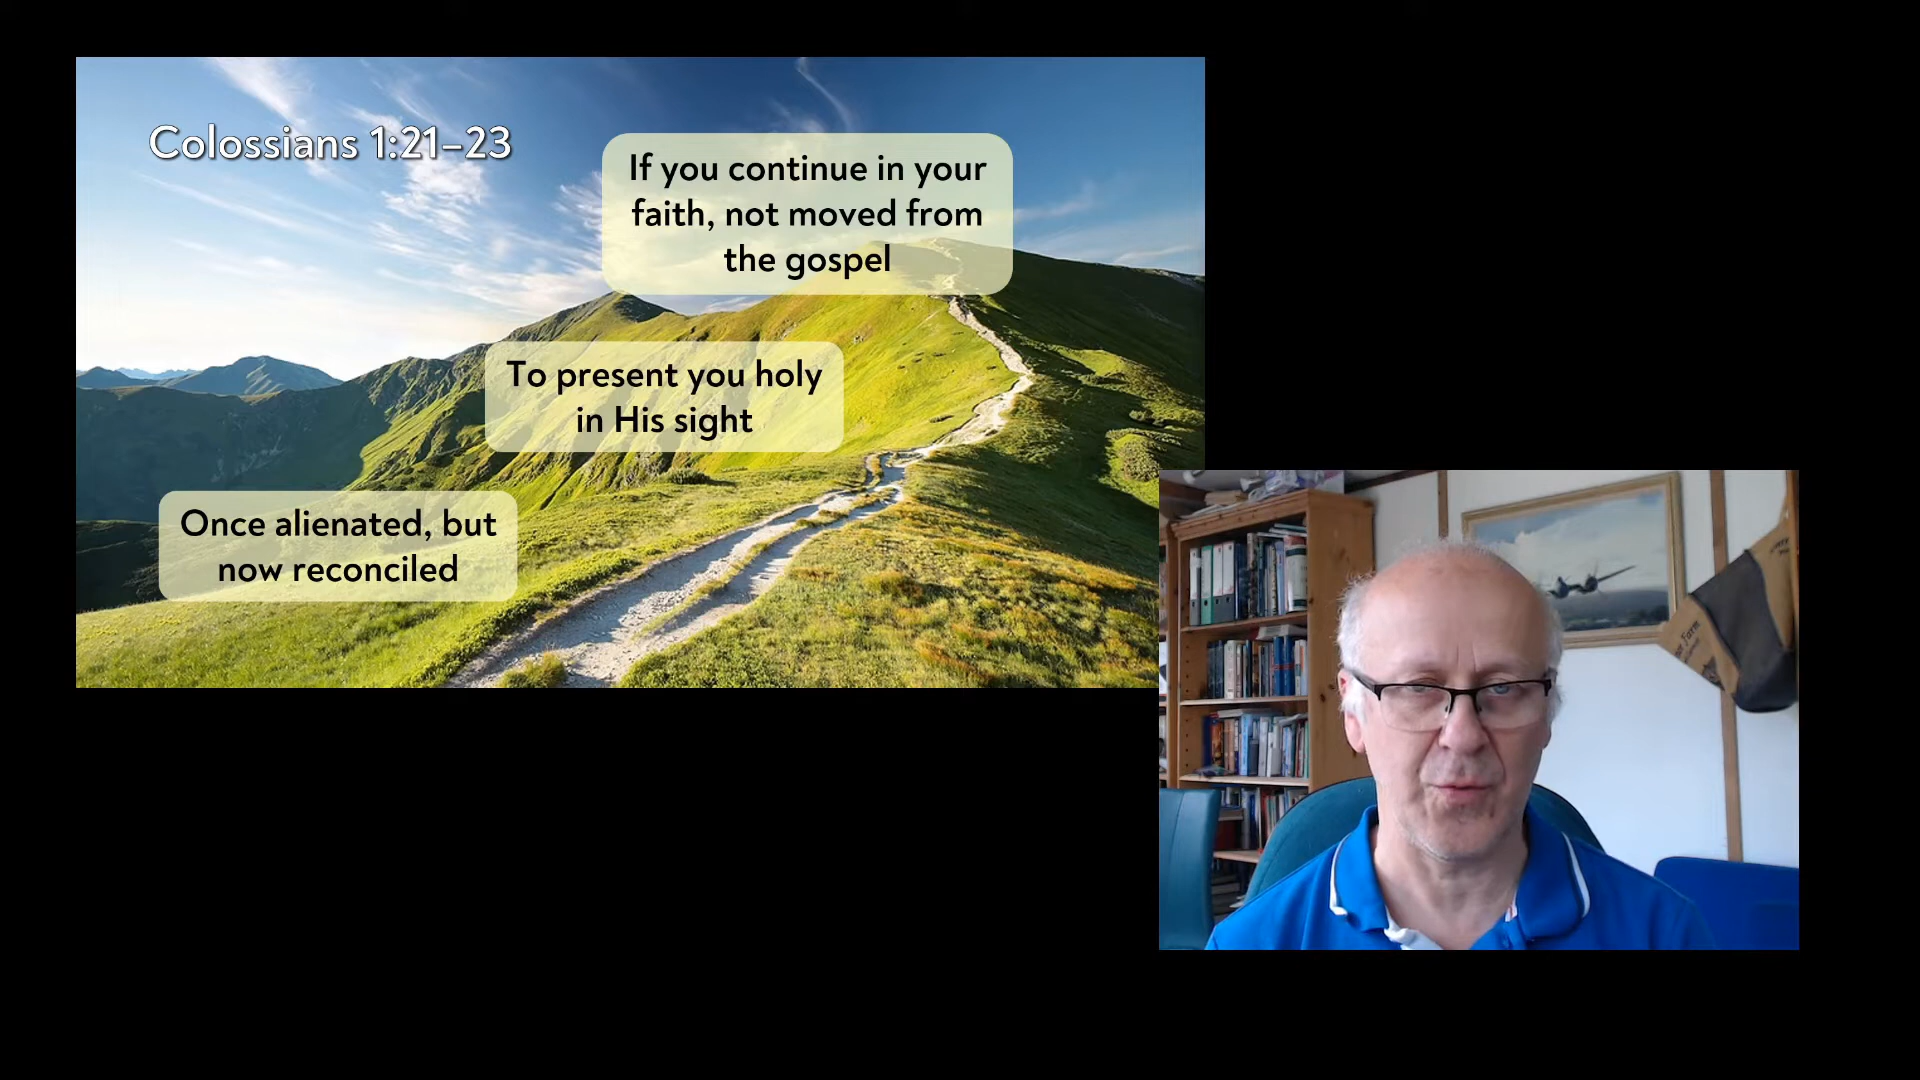 Colossians 1:21–23
If you continue in your
faith, not moved from
the gospel
To present you holy
in His sight
Once alienated, but
now reconciled